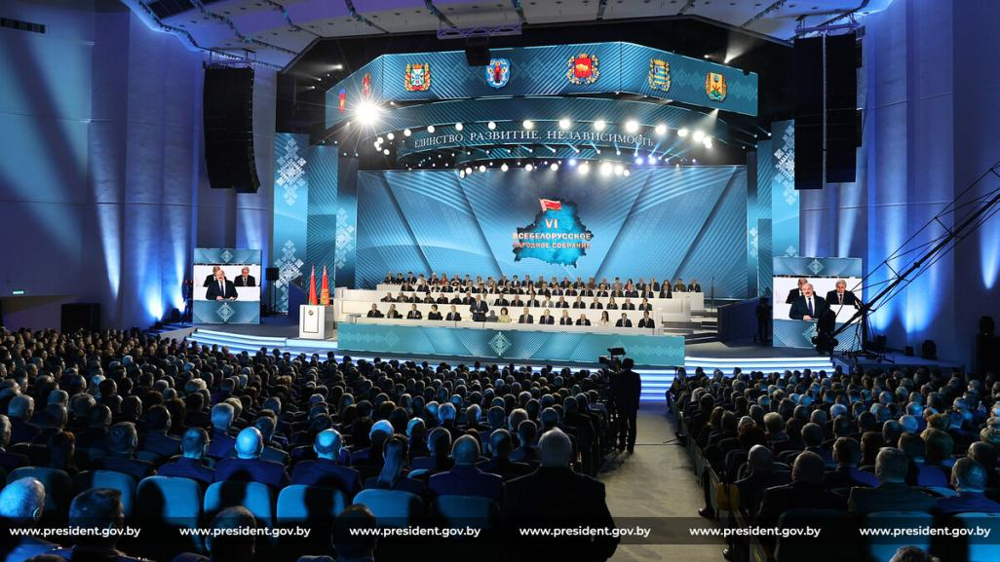 ЕДИНСТВО РАЗВИТИЕ НЕЗАВИСИМОСТЬ
VI
ВСЕБЕЛОРУССКОЕ
НАРОДНОЕ СОБРАНИЕ
www.president.gov.by www.president.gov.by www.president.gov.by www.president.gov.by www.president.gov.by www.president.gov.by